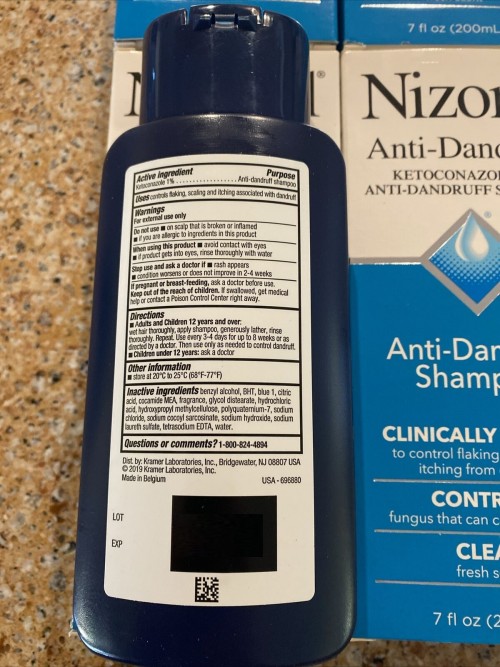 7 fl oz (200mL
N l®
Nizor
Anti-Dand
KETOCONAZO
ANTI-DANDRUFF S
Active ingredient Purpose
Ketoconazole 1% .................... Anti-dandruff shampoo
Uses controls flaking, scaling and itching associated with dandruff
Warnings
For external use only
Do not use ■ on scalp that is broken or inflamed
■ if you are allergic to ingredients in this product
When using this product ■ avoid contact with eyes
■ if product gets into eyes, rinse thoroughly with water
Stop use and ask a doctor if ■ rash appears
■ condition worsens or does not improve in 2-4 weeks
If pregnant or breast-feeding, ask a doctor before use.
Keep out of the reach of children. If swallowed, get medical
help or contact a Poison Control Center right away.
Directions
■ Adults and Children 12 years and over:
wet hair thoroughly, apply shampoo, generously lather, rinse
thoroughly. Repeat. Use every 3-4 days for up to 8 weeks or as
directed by a doctor. Then use only as needed to control dandruff.
■ Children under 12 years: ask a doctor
Other information
■ store at 20°C to 25°C (68°F-77°F)
Inactive ingredients benzyl alcohol, BHT, blue 1, citric
acid, cocamide MEA, fragrance, glycol distearate, hydrochloric
acid, hydroxypropyl methylcellulose, polyquaternium-7, sodium
chloride, sodium cocoyl sarcosinate, sodium hydroxide, sodium
laureth sulfate, tetrasodium EDTA, water.
Questions or comments? 1-800-824-4894
Dist. by: Kramer Laboratories, Inc., Bridgewater, NJ 08807 USA
© 2019 Kramer Laboratories, Inc.
Made in Belgium USA - 696880
LOT
EXP
Anti-Dan
Shamp
CLINICALLY
to control flaking
itching from
CONTR
fungus that can c
CLEA
fresh s
7 fl oz (2